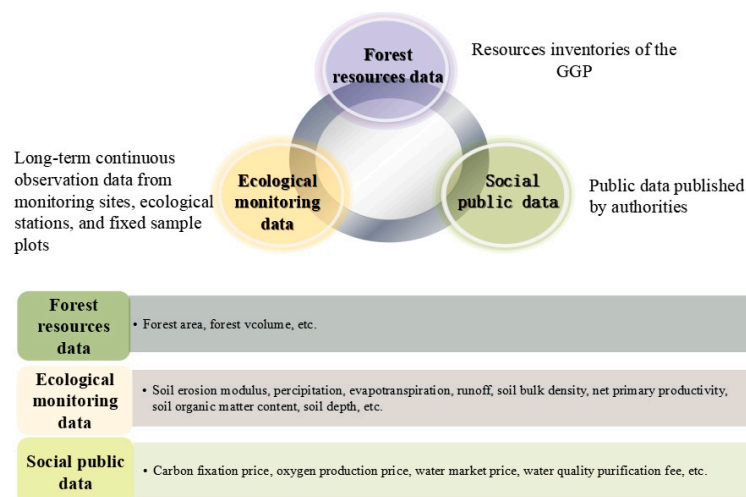 Forest
resources data
Resources inventories of the
GGP
Long-term continuous
observation data from
monitoring sites, ecological
stations, and fixed sample
plots
Ecological
monitoring
data
Social
public data
Public data published
by authorities
Forest
resources
data
• Forest area, forest vcolume, etc.
Ecological
monitoring
data
• Soil erosion modulus, percipitation, evapotranspiration, runoff, soil bulk density, net primary productivity,
soil organic matter content, soil depth, etc.
Social public
data
• Carbon fixation price, oxygen production price, water market price, water quality purification fee, etc.